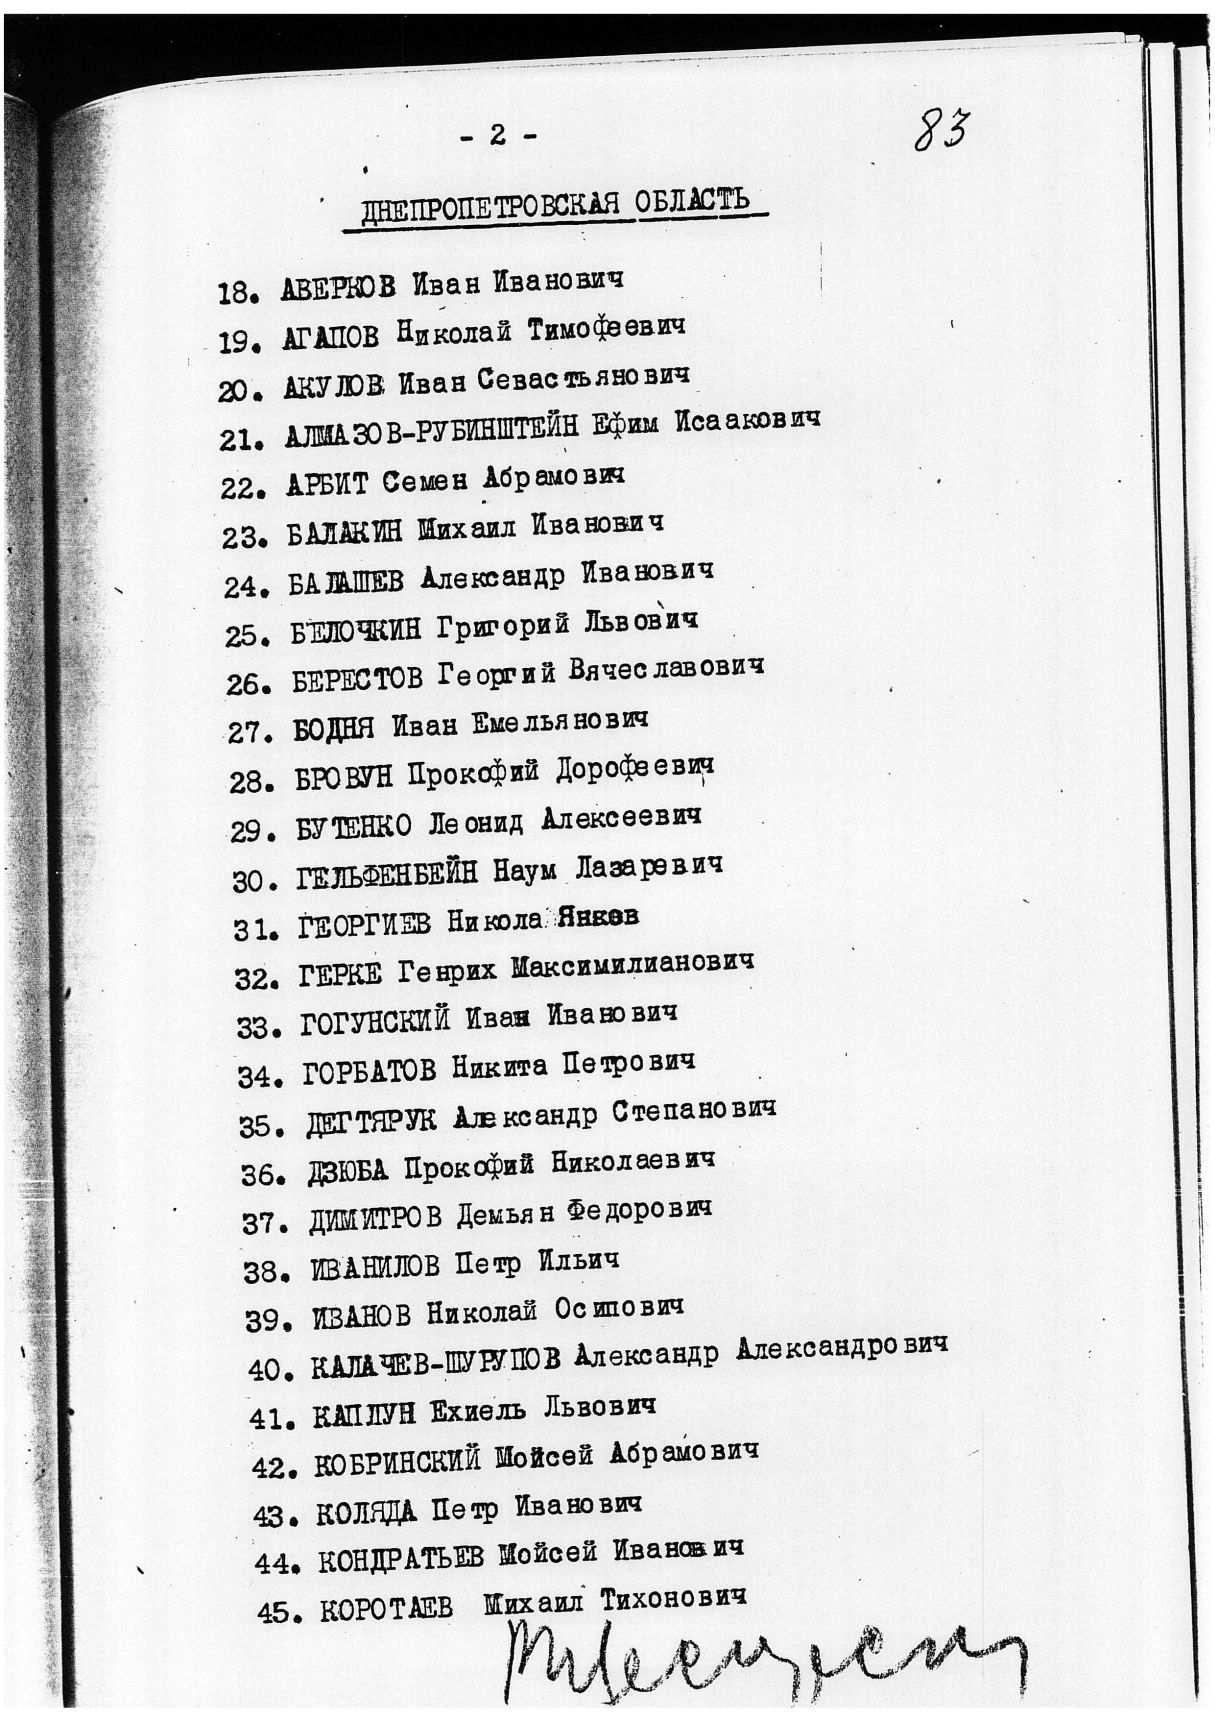 - 2 -
83
ДНЕПРОПЕТРОВСКАЯ ОБЛАСТЬ
18. АВЕРКОВ Иван Иванович
19. АГАПОВ Николай Тимофеевич
20. АКУЛОВ Иван Севастьянович
21. АЛМАЗОВ-РУБИНШТЕЙН Ефим Исаакович
22. АРБИТ Семен Абрамович
23. БАЛАКИН Михаил Иванович
24. БАЛАШЕВ Александр Иванович
25. БЕЛОЧКИН Григорий Львович
26. БЕРЕСТОВ Георгий Вячеславович
27. БОДНЯ Иван Емельянович
28. БРОВУН Прокофий Дорофеевич
29. БУТЕНКО Леонид Алексеевич
30. ГЕЛЬФЕНБЕЙН Наум Лазаревич
31. ГЕОРГИЕВ Никола Янков
32. ГЕРКЕ Генрих Максимилианович
33. ГОГУНСКИЙ Иван Иванович
34. ГОРБАТОВ Никита Петрович
35. ДЕГТЯРУК Александр Степанович
36. ДЗЮБА Прокофий Николаевич
37. ДИМИТРОВ Демьян Федорович
38. ИВАНИЛОВ Петр Ильич
39. ИВАНОВ Николай Осипович
40. КАЛАЧЕВ-ШУРУПОВ Александр Александрович
41. КАПЛУН Ехиель Львович
42. КОБРИНСКИЙ Мойсей Абрамович
43. КОЛЯДА Петр Иванович
44. КОНДРАТЬЕВ Мойсей Иванович
45. КОРОТАЕВ Михаил Тихонович